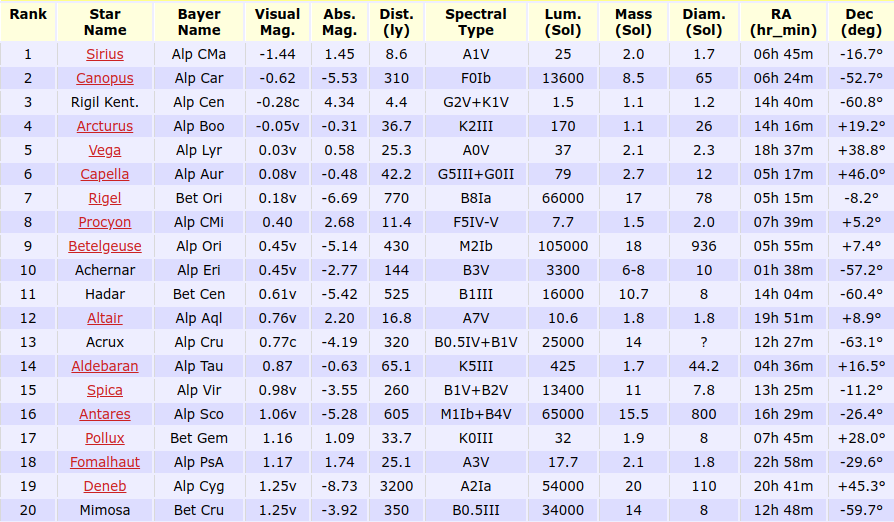 Rank Star Name Bayer Name Visual Mag. Abs. Mag. Dist. (ly) Spectral Type Lum. (Sol) Mass (Sol) Diam. (Sol) RA (hr_min) Dec (deg)
1 Sirius Alp CMa -1.44 1.45 8.6 A1V 25 2.0 1.7 06h 45m -16.7°
2 Canopus Alp Car -0.62 -5.53 310 F0Ib 13600 8.5 65 06h 24m -52.7°
3 Rigil Kent. Alp Cen -0.28c 4.34 4.4 G2V+K1V 1.5 1.1 1.2 14h 40m -60.8°
4 Arcturus Alp Boo -0.05v -0.31 36.7 K2III 170 1.1 26 14h 16m +19.2°
5 Vega Alp Lyr 0.03v 0.58 25.3 A0V 37 2.1 2.3 18h 37m +38.8°
6 Capella Alp Aur 0.08v -0.48 42.2 G5III+G0II 79 2.7 12 05h 17m +46.0°
7 Rigel Bet Ori 0.18v -6.69 770 B8Ia 66000 17 78 05h 15m -8.2°
8 Procyon Alp CMi 0.40 2.68 11.4 F5IV-V 7.7 1.5 2.0 07h 39m +5.2°
9 Betelgeuse Alp Ori 0.45v -5.14 430 M2Ib 105000 18 936 05h 55m +7.4°
10 Achernar Alp Eri 0.45v -2.77 144 B3V 3300 6-8 10 01h 38m -57.2°
11 Hadar Bet Cen 0.61v -5.42 525 B1III 16000 10.7 8 14h 04m -60.4°
12 Altair Alp Aql 0.76v 2.20 16.8 A7V 10.6 1.8 1.8 19h 51m +8.9°
13 Acrux Alp Cru 0.77c -4.19 320 B0.5IV+B1V 25000 14 ? 12h 27m -63.1°
14 Aldebaran Alp Tau 0.87 -0.63 65.1 K5III 425 1.7 44.2 04h 36m +16.5°
15 Spica Alp Vir 0.98v -3.55 260 B1V+B2V 13400 11 7.8 13h 25m -11.2°
16 Antares Alp Sco 1.06v -5.28 605 M1Ib+B4V 65000 15.5 800 16h 29m -26.4°
17 Pollux Bet Gem 1.16 1.09 33.7 K0III 32 1.9 8 07h 45m +28.0°
18 Fomalhaut Alp PsA 1.17 1.74 25.1 A3V 17.7 2.1 1.8 22h 58m -29.6°
19 Deneb Alp Cyg 1.25v -8.73 3200 A2Ia 54000 20 110 20h 41m +45.3°
20 Mimosa Bet Cru 1.25v -3.92 350 B0.5III 34000 14 8 12h 48m -59.7°